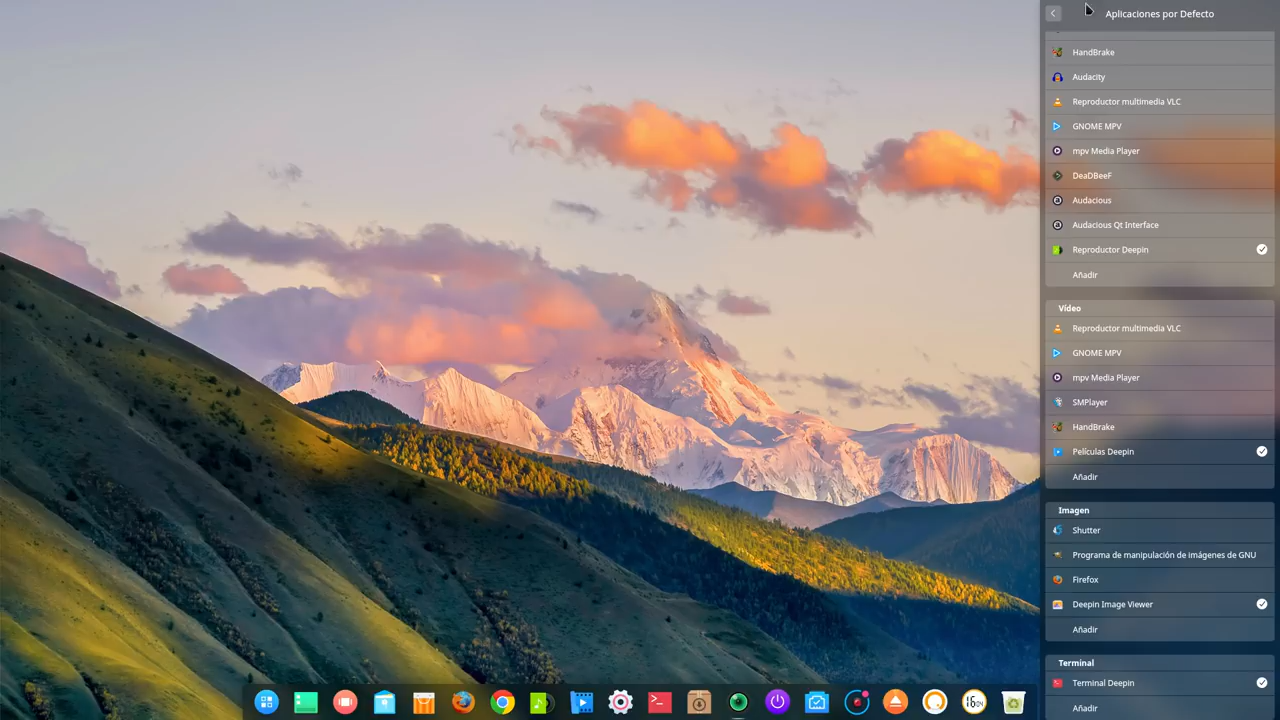 Aplicaciones por Defecto
HandBrake
Audacity
Reproductor multimedia VLC
GNOME MPV
mpv Media Player
DeaDBeeF
Audacious
Audacious Qt Interface
Reproductor Deepin
Añadir
Vídeo
Reproductor multimedia VLC
GNOME MPV
mpv Media Player
SMPlayer
HandBrake
Películas Deepin
Añadir
Imagen
Shutter
Programa de manipulación de imágenes de GNU
Firefox
Deepin Image Viewer
Añadir
Terminal
Terminal Deepin
Añadir